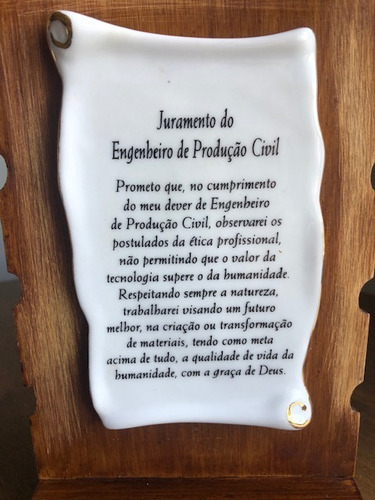 Juramento do
Engenheiro de Produção Civil
Prometo que, no cumprimento
do meu dever de Engenheiro
de Produção Civil, observarei os
postulados da ética profissional,
não permitindo que o valor da
tecnologia supere o da humanidade.
Respeitando sempre a natureza,
trabalharei visando um futuro
melhor, na criação ou transformação
de materiais, tendo como meta
acima de tudo, a qualidade de vida da
humanidade, com a graça de Deus.